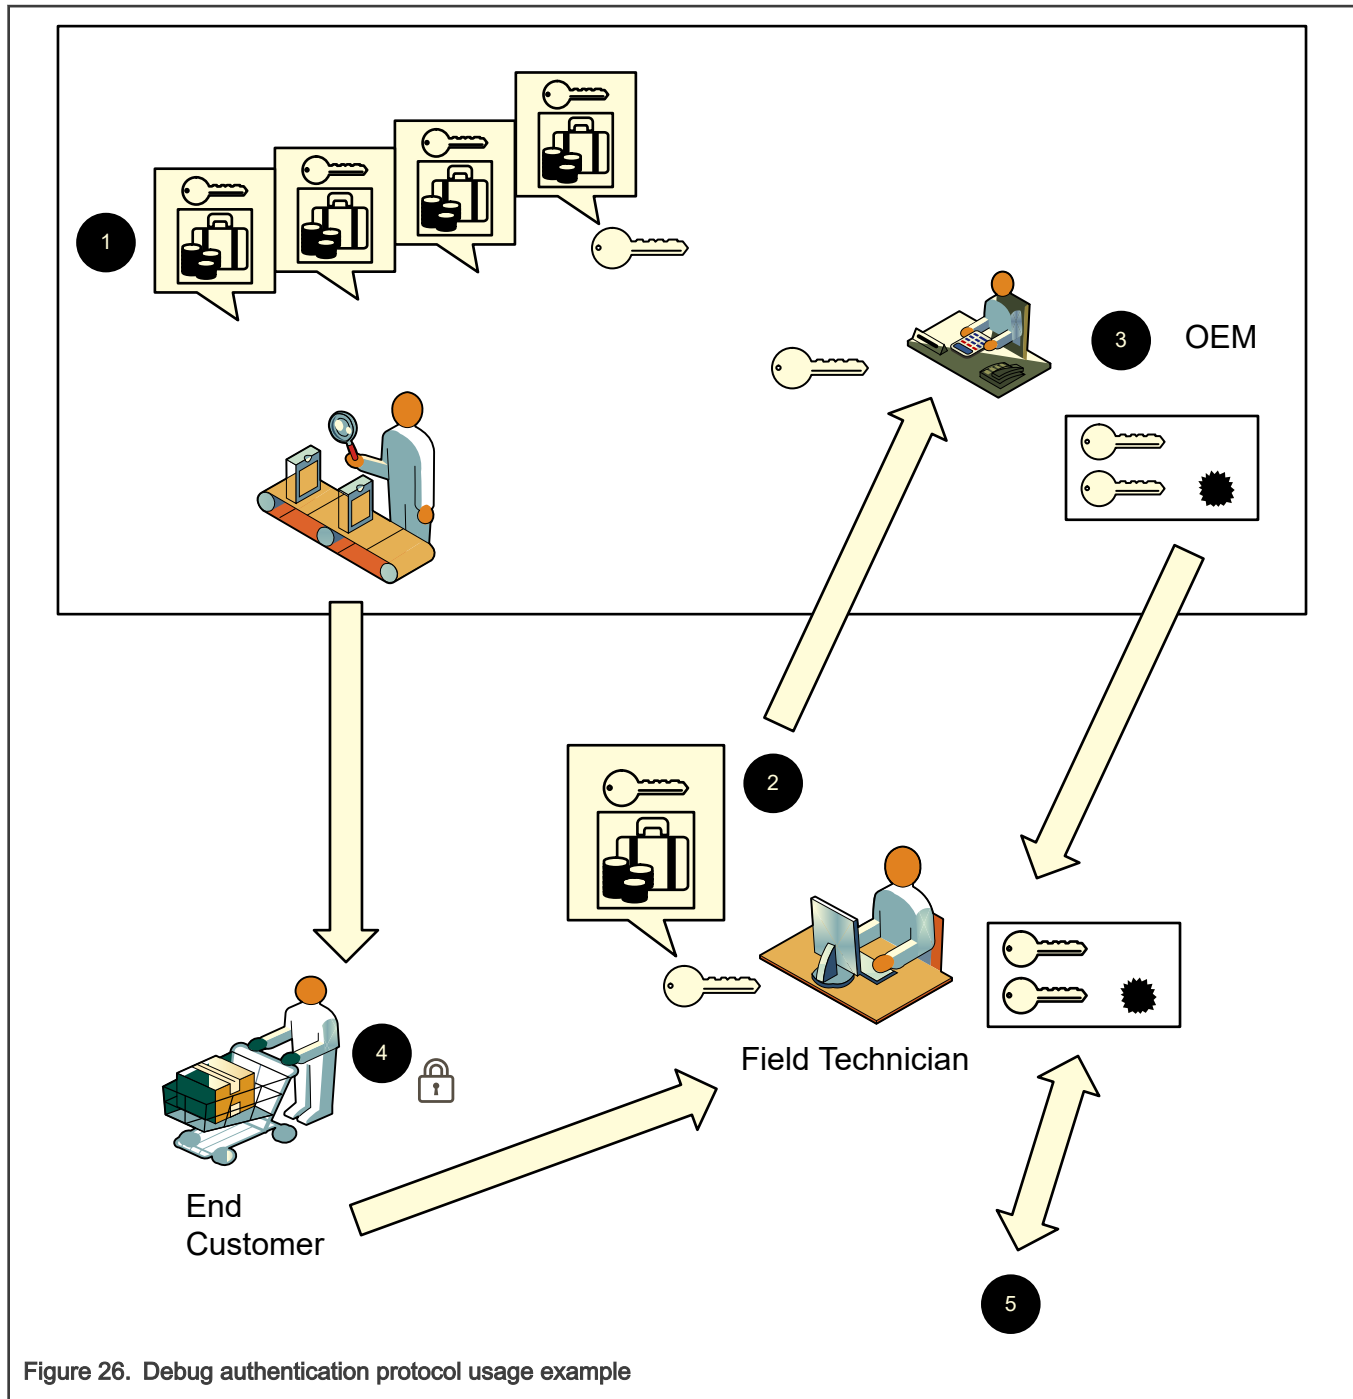 1
3
OEM
2
4
Field Technician
End
Customer
5
Figure 26. Debug authentication protocol usage example